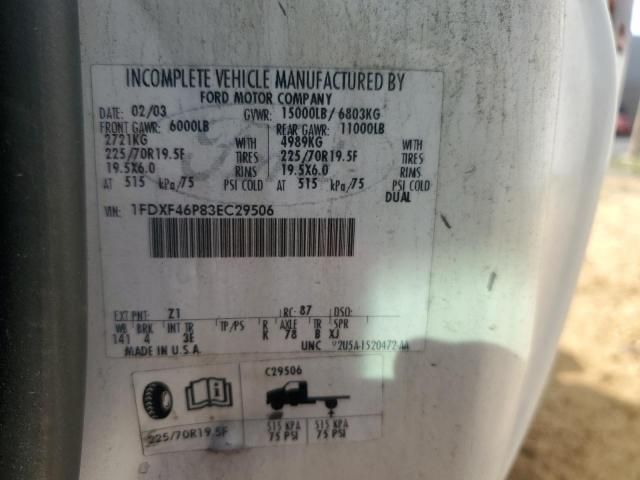 INCOMPLETE VEHICLE MANUFACTURED BY
FORD MOTOR COMPANY
DATE: 02/03 GVWR: 15000LB/ 6803KG
FRONT GAWR: 6000LB REAR GAWR: 11000LB
2721KG WITH 4989KG WITH
225/70R19.5F TIRES 225/70R19.5F TIRES
19.5X6.0 RIMS 19.5X6.0 RIMS
AT 515 kPa/75 PSI COLD AT 515 kPa/75 PSI COLD
DUAL
VIN: 1FDXF46P83EC29506
EXT PNT: Z1 RC: 87 DSO:
WB BRK INT TR TP/PS R AXLE TR SPR
141 4 3E K 78 B XJ
MADE IN U.S.A. UNC 2U5A-1520472-AA
C29506
225/70R19.5F
515 KPA 515 KPA
75 PSI 75 PSI